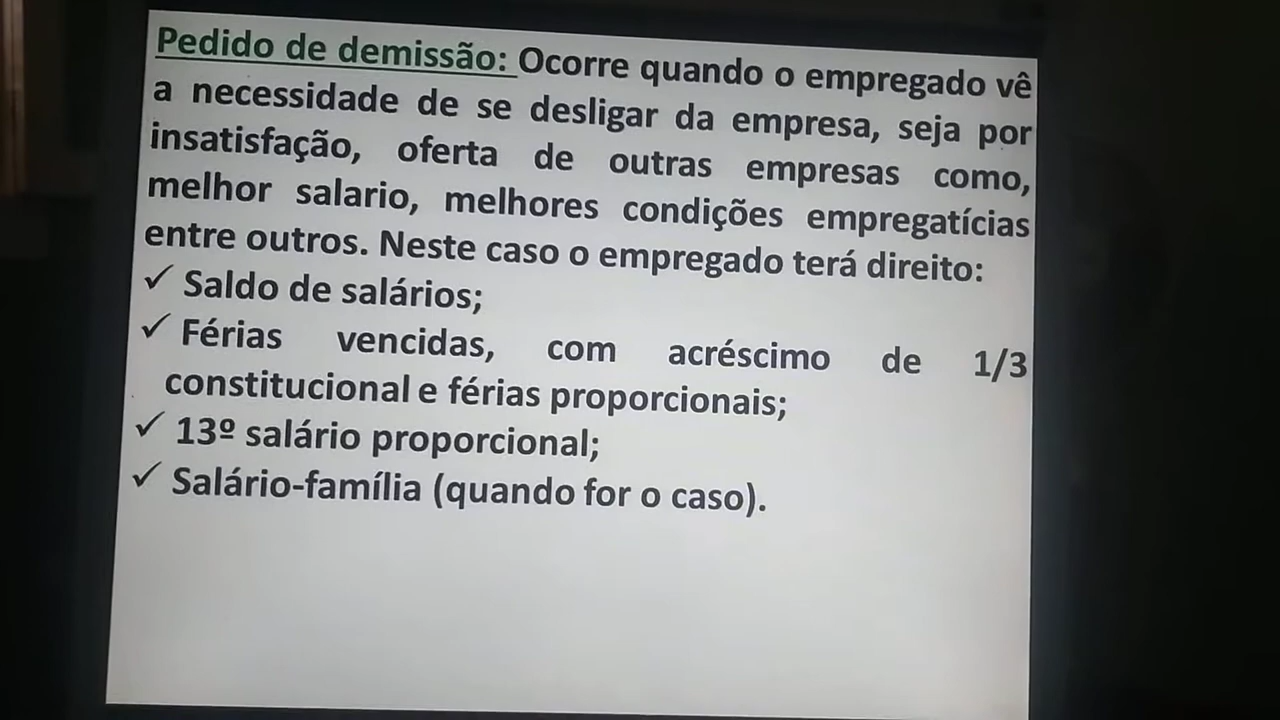 Pedido de demissão: Ocorre quando o empregado vê
a necessidade de se desligar da empresa, seja por
insatisfação, oferta de outras empresas como,
melhor salario, melhores condições empregatícias
entre outros. Neste caso o empregado terá direito:
✓ Saldo de salários;
✓ Férias vencidas, com acréscimo de 1/3
constitucional e férias proporcionais;
✓ 13º salário proporcional;
✓ Salário-família (quando for o caso).